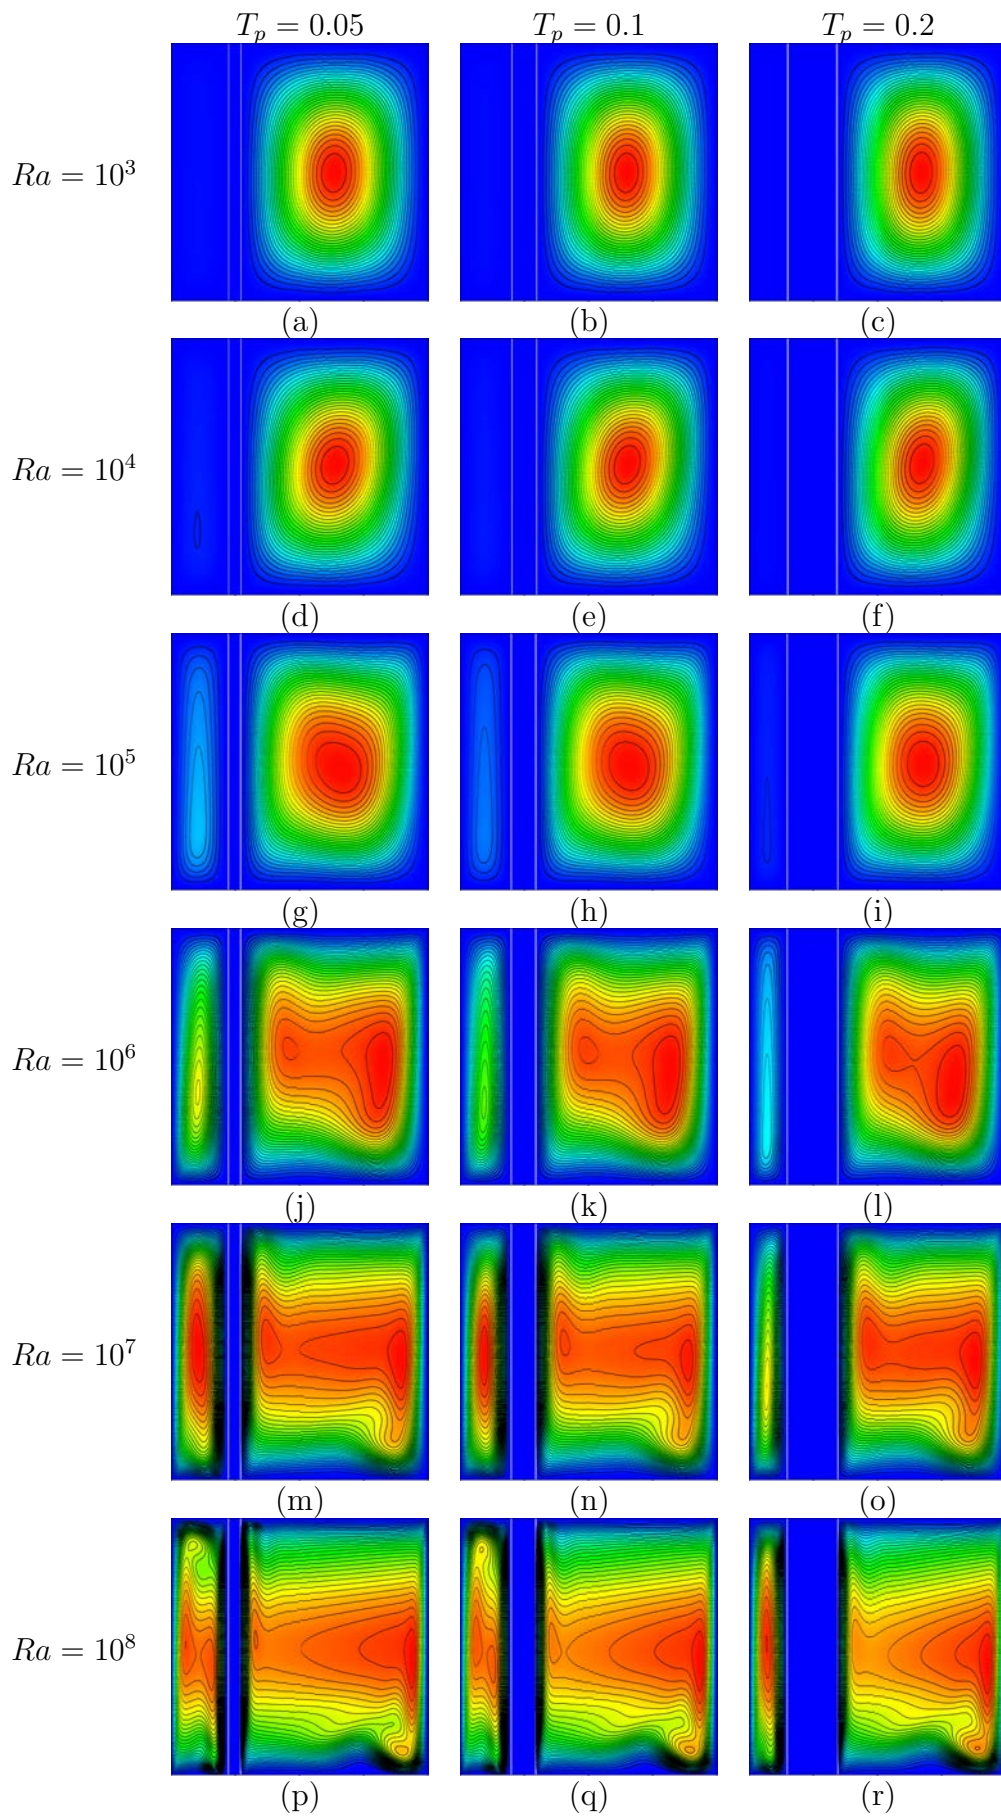 T_p = 0.05 T_p = 0.1 T_p = 0.2
Ra = 10^3
(a) (b) (c)
Ra = 10^4
(d) (e) (f)
Ra = 10^5
(g) (h) (i)
Ra = 10^6
(j) (k) (l)
Ra = 10^7
(m) (n) (o)
Ra = 10^8
(p) (q) (r)